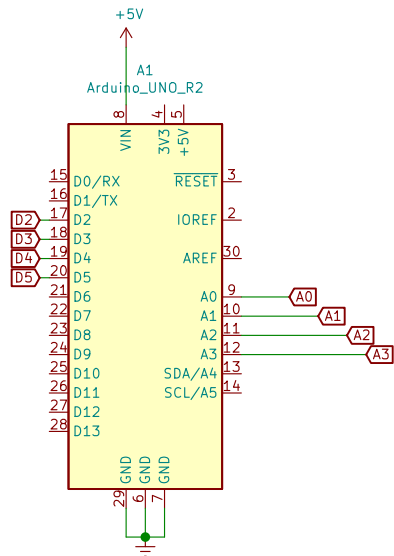 +5V
A1
Arduino_UNO_R2
8 4 5
VIN 3V3 +5V
15 D0/RX RESET 3
16 D1/TX
D2 17 D2 IOREF 2
D3 18 D3
D4 19 D4 AREF 30
D5 20 D5
21 D6 A0 9 A0
22 D7 A1 10 A1
23 D8 A2 11 A2
24 D9 A3 12 A3
25 D10 SDA/A4 13
26 D11 SCL/A5 14
27 D12
28 D13
GND GND GND
29 6 7